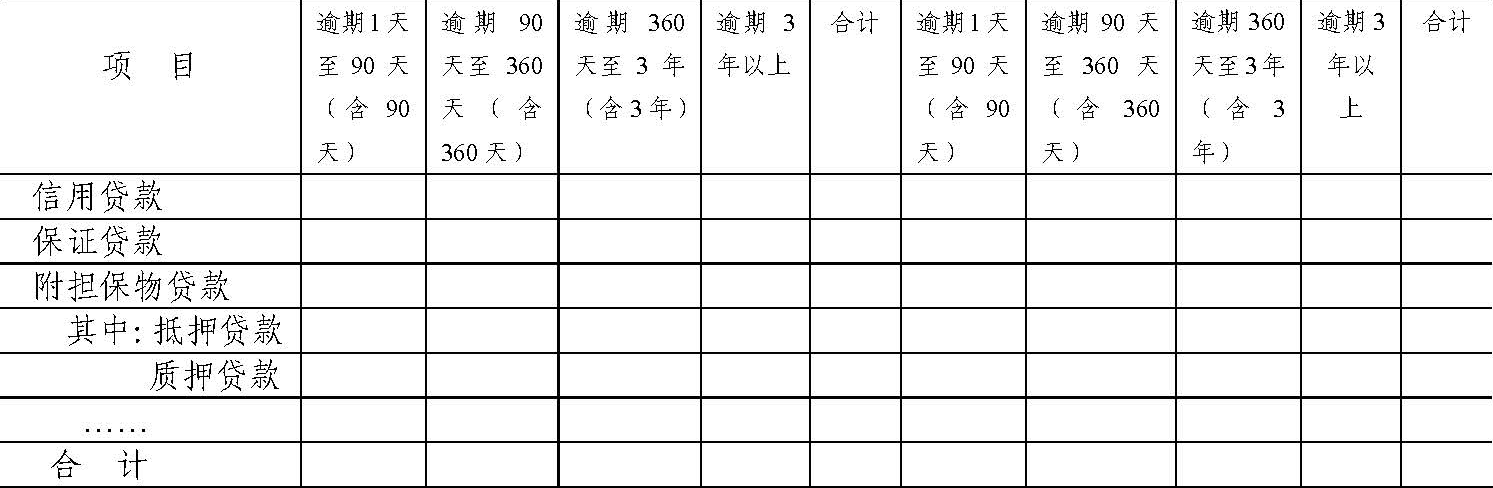 项 目
逾期1天至90天（含90天）
逾期90天至360天（含360天）
逾期360天至3年（含3年）
逾期3年以上
合计
逾期1天至90天（含90天）
逾期90天至360天（含360天）
逾期360天至3年（含3年）
逾期3年以上
合计
信用贷款
保证贷款
附担保物贷款
其中：抵押贷款
质押贷款
……
合 计